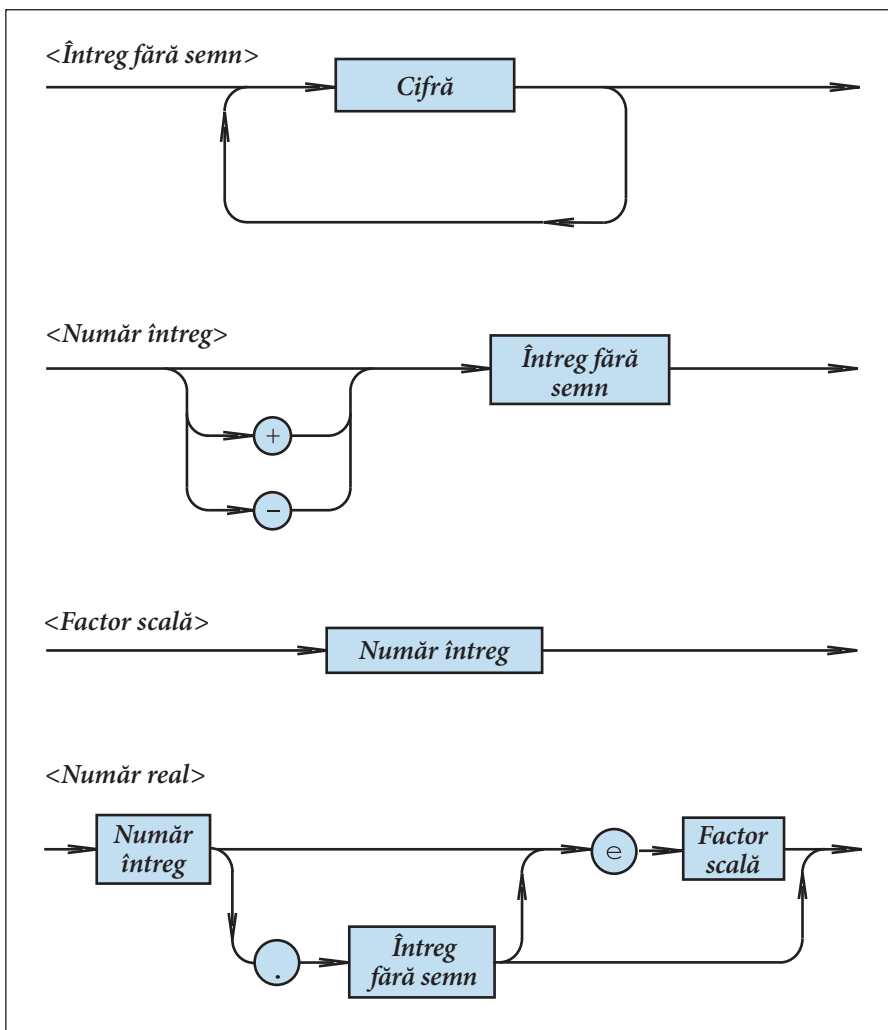 <Întreg fără semn>
Cifră
<Număr întreg>
Întreg fără
semn
+
−
<Factor scală>
Număr întreg
<Număr real>
Număr
întreg
e
Factor
scală
.
Întreg
fără semn